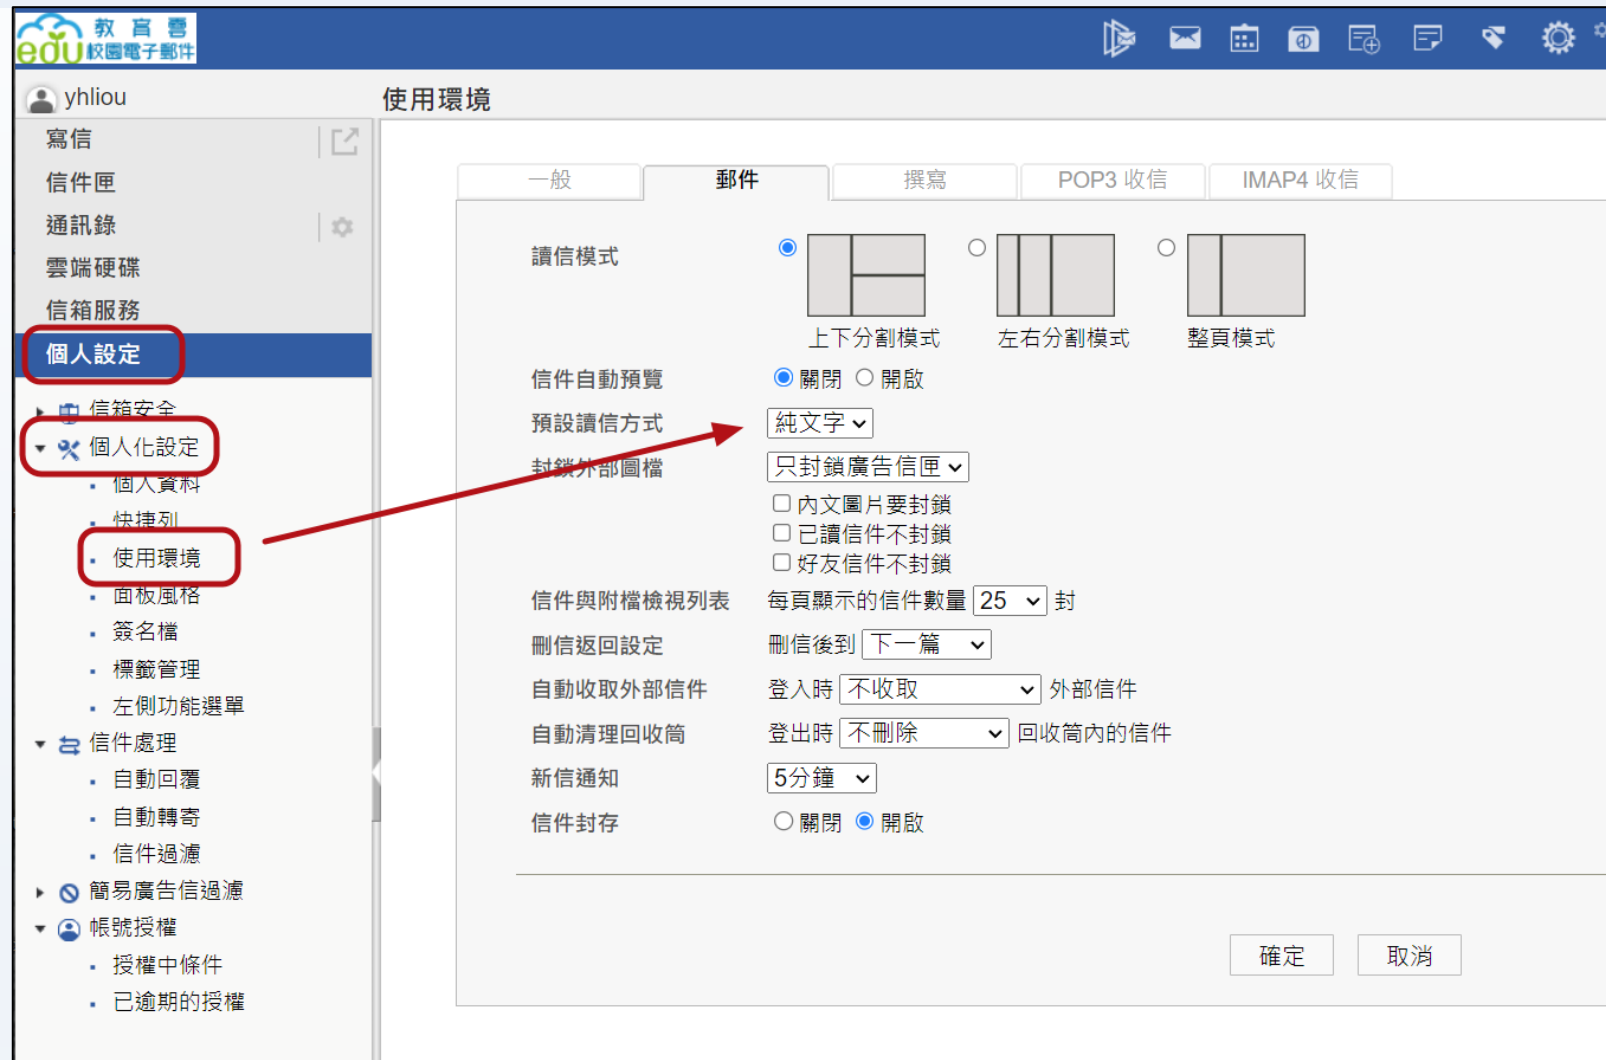 教育雲
edu校園電子郵件
yhliou
使用環境
寫信
信件匣
通訊錄
雲端硬碟
信箱服務
個人設定
信箱安全
個人化設定
個人資料
快捷列
使用環境
面板風格
簽名檔
標籤管理
左側功能選單
信件處理
自動回覆
自動轉寄
信件過濾
簡易廣告信過濾
帳號授權
授權中條件
已逾期的授權
一般 郵件 撰寫 POP3 收信 IMAP4 收信
讀信模式
上下分割模式 左右分割模式 整頁模式
信件自動預覽 關閉 開啟
預設讀信方式 純文字
封鎖外部圖檔 只封鎖廣告信匣
內文圖片要封鎖
已讀信件不封鎖
好友信件不封鎖
信件與附檔檢視列表 每頁顯示的信件數量 25 封
刪信返回設定 刪信後到 下一篇
自動收取外部信件 登入時 不收取 外部信件
自動清理回收筒 登出時 不刪除 回收筒內的信件
新信通知 5分鐘
信件封存 關閉 開啟
確定 取消